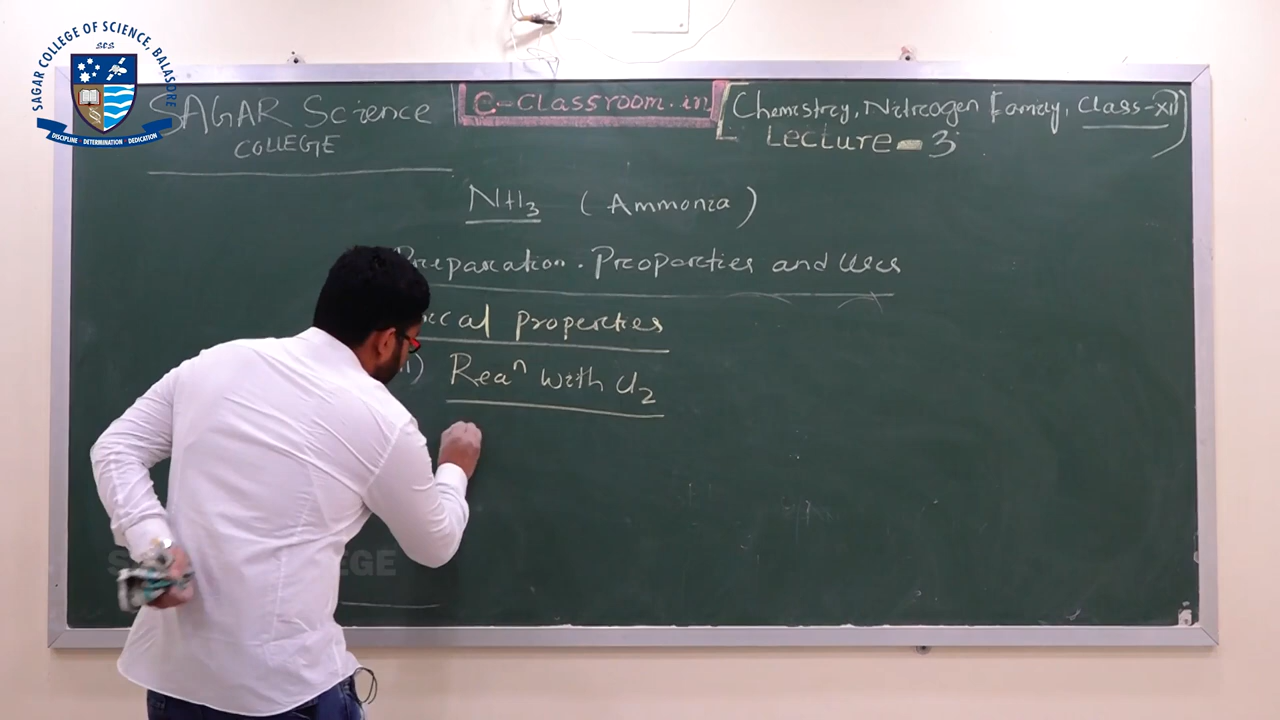 SAGAR COLLEGE OF SCIENCE, BALASORE
SCS
DISCIPLINE · DETERMINATION · DEDICATION
SAGAR Science
COLLEGE
e-classroom.in
Chemistry, Nitrogen Family, Class-XII
Lecture-3
NH3 (Ammonia)
Preparation. Properties and Uses
ical properties
Reaⁿ with Cl2